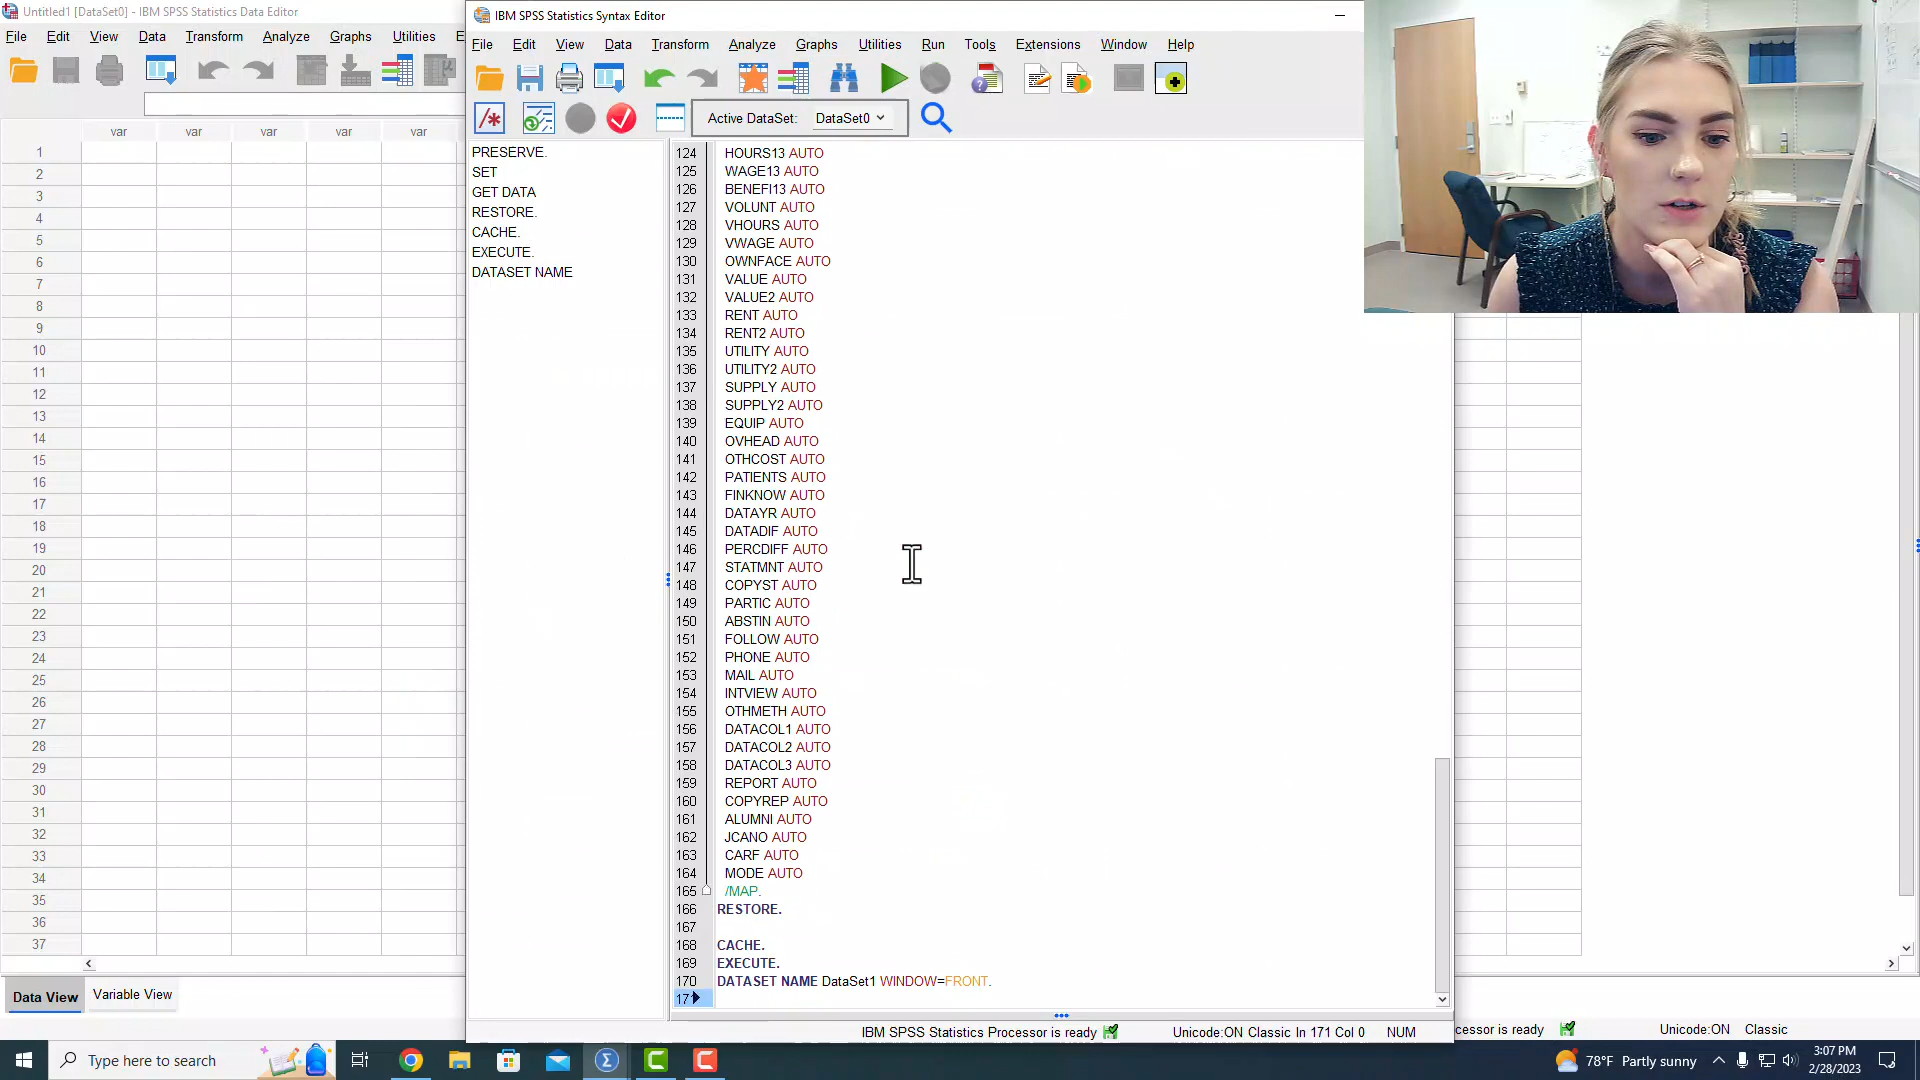 Untitled1 [DataSet0] - IBM SPSS Statistics Data Editor
File Edit View Data Transform Analyze Graphs Utilities E
var var var var var
1
2
3
4
5
6
7
8
9
10
11
12
13
14
15
16
17
18
19
20
21
22
23
24
25
26
27
28
29
30
31
32
33
34
35
36
37
Data View Variable View
IBM SPSS Statistics Syntax Editor
File Edit View Data Transform Analyze Graphs Utilities Run Tools Extensions Window Help
Active DataSet: DataSet0
PRESERVE.
SET
GET DATA
RESTORE.
CACHE.
EXECUTE.
DATASET NAME
124 HOURS13 AUTO
125 WAGE13 AUTO
126 BENEFI13 AUTO
127 VOLUNT AUTO
128 VHOURS AUTO
129 VWAGE AUTO
130 OWNFACE AUTO
131 VALUE AUTO
132 VALUE2 AUTO
133 RENT AUTO
134 RENT2 AUTO
135 UTILITY AUTO
136 UTILITY2 AUTO
137 SUPPLY AUTO
138 SUPPLY2 AUTO
139 EQUIP AUTO
140 OVHEAD AUTO
141 OTHCOST AUTO
142 PATIENTS AUTO
143 FINKNOW AUTO
144 DATAYR AUTO
145 DATADIF AUTO
146 PERCDIFF AUTO
147 STATMNT AUTO
148 COPYST AUTO
149 PARTIC AUTO
150 ABSTIN AUTO
151 FOLLOW AUTO
152 PHONE AUTO
153 MAIL AUTO
154 INTVIEW AUTO
155 OTHMETH AUTO
156 DATACOL1 AUTO
157 DATACOL2 AUTO
158 DATACOL3 AUTO
159 REPORT AUTO
160 COPYREP AUTO
161 ALUMNI AUTO
162 JCANO AUTO
163 CARF AUTO
164 MODE AUTO
165 /MAP.
166 RESTORE.
167
168 CACHE.
169 EXECUTE.
170 DATASET NAME DataSet1 WINDOW=FRONT.
17
IBM SPSS Statistics Processor is ready Unicode:ON Classic In 171 Col 0 NUM
cessor is ready Unicode:ON Classic
Type here to search
78°F Partly sunny
3:07 PM
2/28/2023